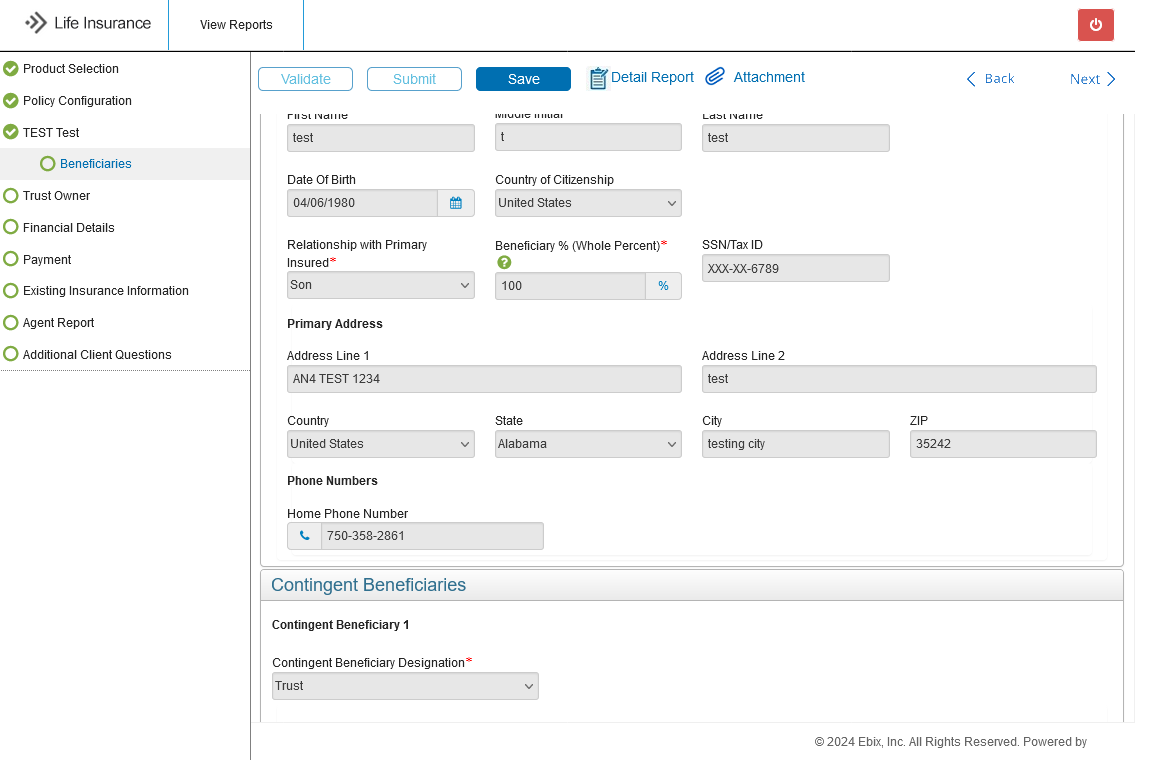 Life Insurance
View Reports
Product Selection
Policy Configuration
TEST Test
Beneficiaries
Trust Owner
Financial Details
Payment
Existing Insurance Information
Agent Report
Additional Client Questions
Validate Submit Save Detail Report Attachment Back Next
First Name Middle Initial Last Name
test t test
Date Of Birth Country of Citizenship
04/06/1980 United States
Relationship with Primary Insured* Beneficiary % (Whole Percent)* SSN/Tax ID
?
Son 100 % XXX-XX-6789
Primary Address
Address Line 1 Address Line 2
AN4 TEST 1234 test
Country State City ZIP
United States Alabama testing city 35242
Phone Numbers
Home Phone Number
750-358-2861
Contingent Beneficiaries
Contingent Beneficiary 1
Contingent Beneficiary Designation*
Trust
© 2024 Ebix, Inc. All Rights Reserved. Powered by